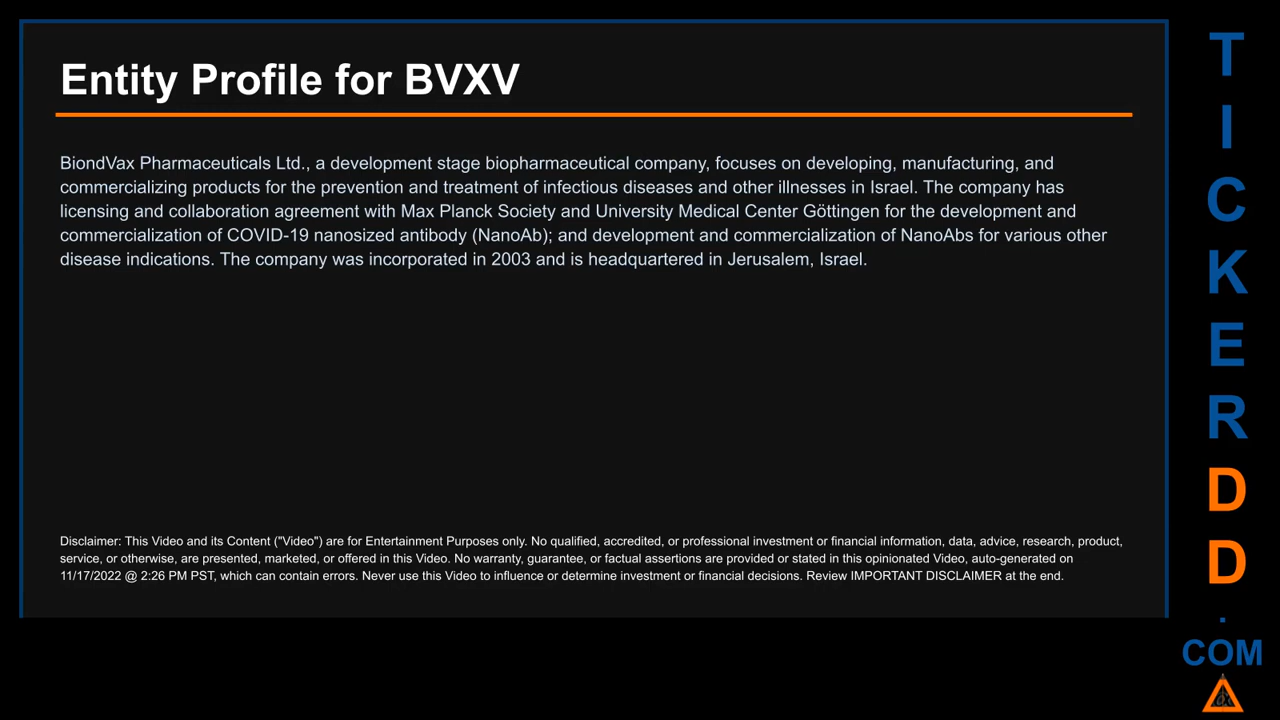 Entity Profile for BVXV
BiondVax Pharmaceuticals Ltd., a development stage biopharmaceutical company, focuses on developing, manufacturing, and
commercializing products for the prevention and treatment of infectious diseases and other illnesses in Israel. The company has
licensing and collaboration agreement with Max Planck Society and University Medical Center Göttingen for the development and
commercialization of COVID-19 nanosized antibody (NanoAb); and development and commercialization of NanoAbs for various other
disease indications. The company was incorporated in 2003 and is headquartered in Jerusalem, Israel.
Disclaimer: This Video and its Content ("Video") are for Entertainment Purposes only. No qualified, accredited, or professional investment or financial information, data, advice, research, product,
service, or otherwise, are presented, marketed, or offered in this Video. No warranty, guarantee, or factual assertions are provided or stated in this opinionated Video, auto-generated on
11/17/2022 @ 2:26 PM PST, which can contain errors. Never use this Video to influence or determine investment or financial decisions. Review IMPORTANT DISCLAIMER at the end.
T
I
C
K
E
R
D
D
.
COM